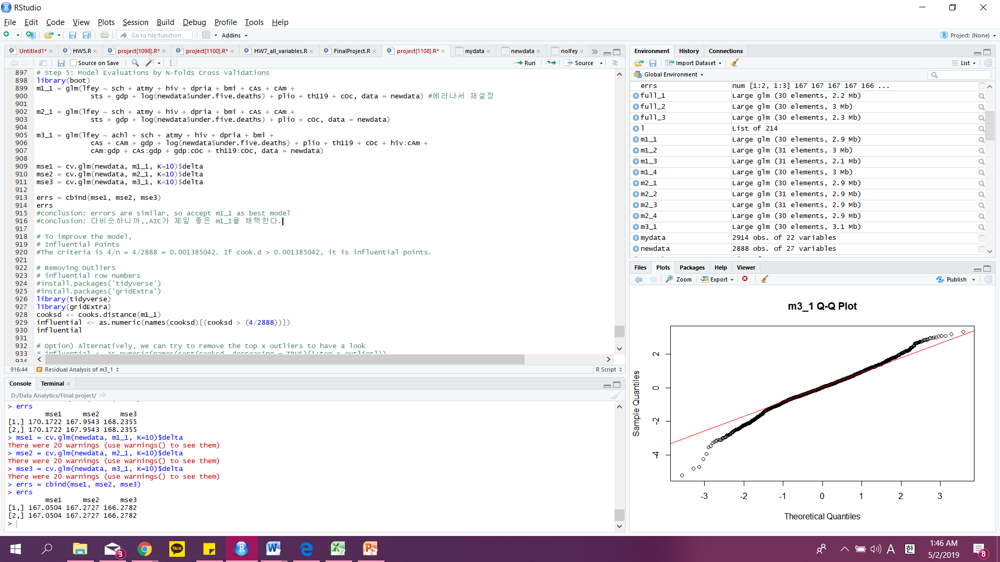 RStudio
File Edit Code View Plots Session Build Debug Profile Tools Help
Go to file/function Addins Project: (None)
Untitled1* HW5.R project[1098].R* project[1100].R* HW7_all_variables.R FinalProject.R project[1108].R* mydata newdata nolfey
Source on Save Run Source
897 # Step 5: Model Evaluations by N-folds Cross validations
898 library(boot)
899 m1_1 = glm(lfey ~ sch + atmy + hiv + dpria + bmi + cAs + cAm +
900 sts + gdp + log(newdata$under.five.deaths) + plio + th119 + cOc, data = newdata) #에러나서 재설정
901
902 m2_1 = glm(lfey ~ sch + atmy + hiv + dpria + bmi + cAs + cAm +
903 sts + gdp + log(newdata$under.five.deaths) + plio + cOc, data = newdata)
904
905 m3_1 = glm(lfey ~ achl + sch + atmy + hiv + dpria + bmi +
906 cAs + cAm + gdp + log(newdata$under.five.deaths) + plio + th119 + cOc + hiv:cAm +
907 cAm:gdp + cAs:gdp + gdp:cOc + th119:cOc, data = newdata)
908
909 mse1 = cv.glm(newdata, m1_1, K=10)$delta
910 mse2 = cv.glm(newdata, m2_1, K=10)$delta
911 mse3 = cv.glm(newdata, m3_1, K=10)$delta
912
913 errs = cbind(mse1, mse2, mse3)
914 errs
915 #conclusion: errors are similar, so accept m1_1 as best model
916 #conclusion: 다비슷하니까,,AIC가 제일 좋은 m1_1을 채택한다.
917
918 # To improve the model,
919 # Influential Points
920 #The criteria is 4/n = 4/2888 = 0.001385042. If cook.d > 0.001385042, it is influential points.
921
922 # Removing Outliers
923 # influential row numbers
924 #install.packages('tidyverse')
925 #install.packages('gridExtra')
926 library(tidyverse)
927 library(gridExtra)
928 cooksd <- cooks.distance(m1_1)
929 influential <- as.numeric(names(cooksd)[(cooksd > (4/2888))])
930 influential
931
932 # Option) Alternatively, we can try to remove the top x outliers to have a look
933 # influential <- as.numeric(names(sort(cooksd, decreasing = TRUE)[1:top_x_outlier]))
934
916:44 Residual Analysis of m3_1 R Script
Console Terminal
D:/Data Analytics/Final project/
> errs
mse1 mse2 mse3
[1,] 170.1722 167.9543 168.2355
[2,] 170.1722 167.9543 168.2355
> mse1 = cv.glm(newdata, m1_1, K=10)$delta
There were 20 warnings (use warnings() to see them)
> mse2 = cv.glm(newdata, m2_1, K=10)$delta
There were 20 warnings (use warnings() to see them)
> mse3 = cv.glm(newdata, m3_1, K=10)$delta
There were 20 warnings (use warnings() to see them)
> errs = cbind(mse1, mse2, mse3)
> errs
mse1 mse2 mse3
[1,] 167.0504 167.2727 166.2782
[2,] 167.0504 167.2727 166.2782
>
Environment History Connections
Import Dataset List
Global Environment
errs num [1:2, 1:3] 167 167 167 167 166 ...
full_1 Large glm (30 elements, 2.2 Mb)
full_2 Large glm (30 elements, 3 Mb)
full_3 Large glm (30 elements, 2.3 Mb)
l List of 214
m1_1 Large glm (30 elements, 2.9 Mb)
m1_2 Large glm (31 elements, 3 Mb)
m1_3 Large glm (31 elements, 2.1 Mb)
m1_4 Large glm (30 elements, 3 Mb)
m2_1 Large glm (30 elements, 2.9 Mb)
m2_2 Large glm (31 elements, 2.9 Mb)
m2_3 Large glm (31 elements, 2.9 Mb)
m2_4 Large glm (30 elements, 2.9 Mb)
m3_1 Large glm (30 elements, 3.1 Mb)
mydata 2914 obs. of 22 variables
newdata 2888 obs. of 27 variables
Files Plots Packages Help Viewer
Zoom Export Publish
m3_1 Q-Q Plot
Sample Quantiles
2
0
-2
-4
-3 -2 -1 0 1 2 3
Theoretical Quantiles
3 TALK A 한 1:46 AM
5/2/2019 8